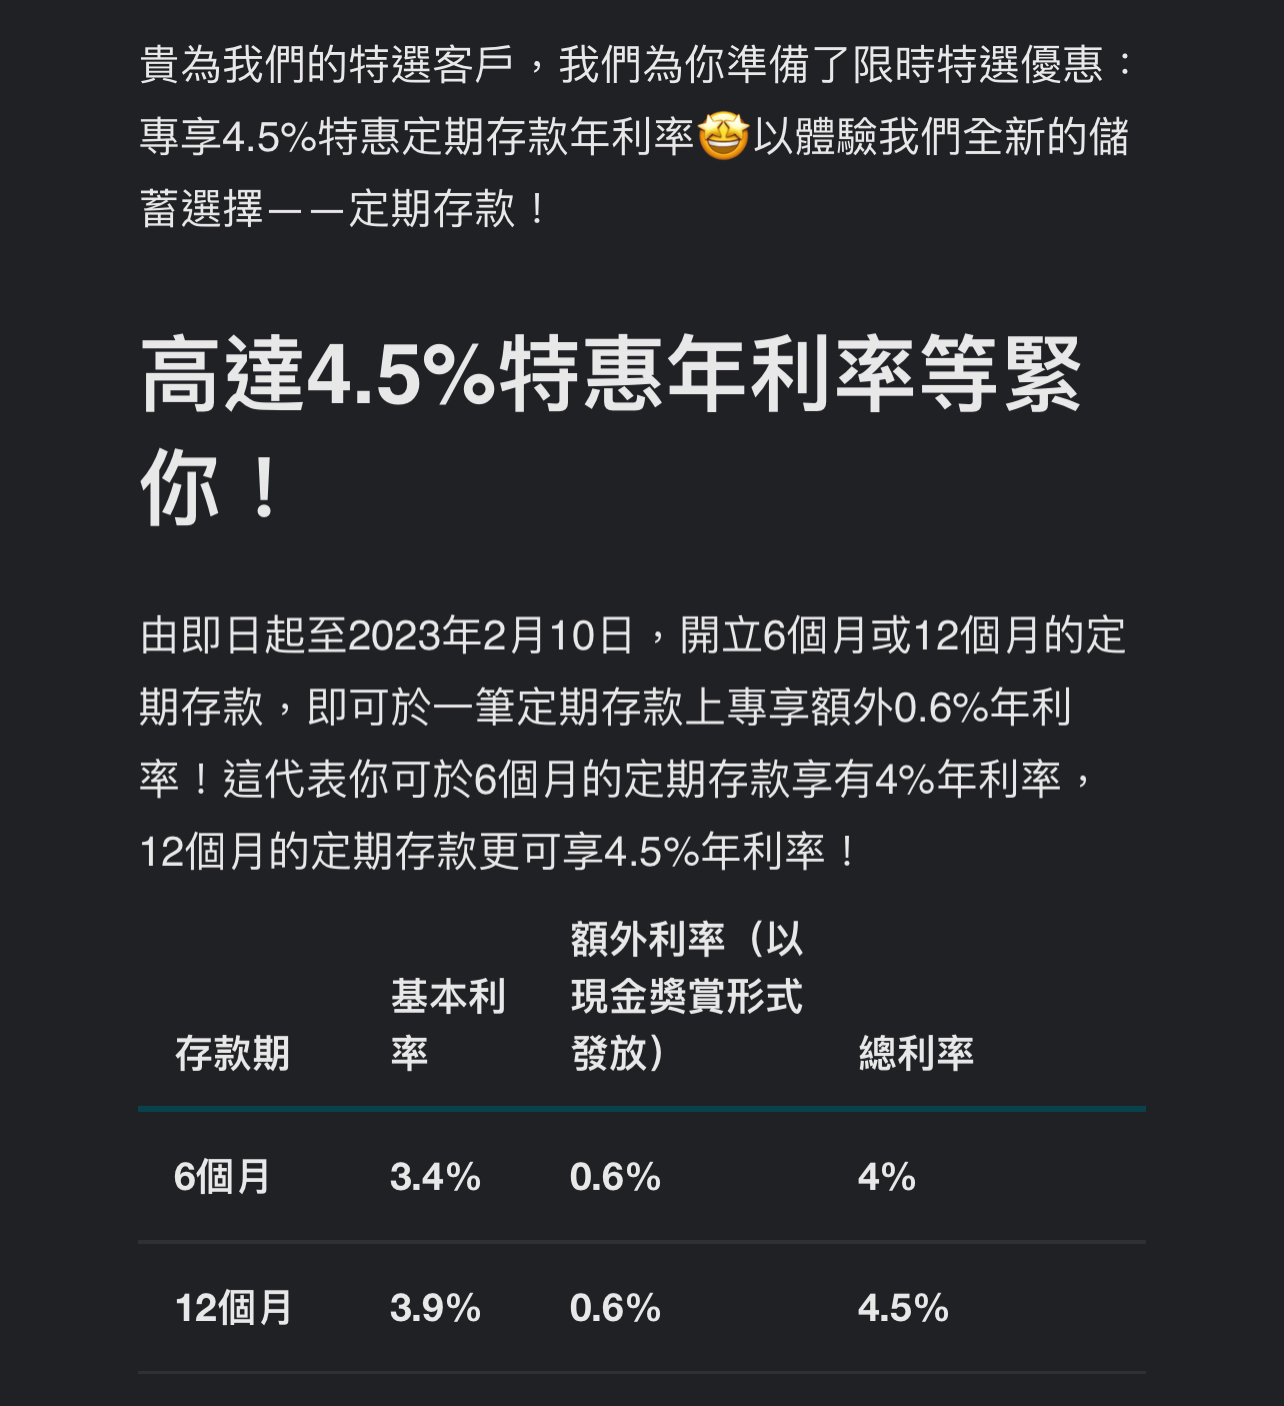 貴為我們的特選客戶，我們為你準備了限時特選優惠：
專享4.5%特惠定期存款年利率🤩以體驗我們全新的儲
蓄選擇——定期存款！
高達4.5%特惠年利率等緊
你！
由即日起至2023年2月10日，開立6個月或12個月的定
期存款，即可於一筆定期存款上專享額外0.6%年利
率！這代表你可於6個月的定期存款享有4%年利率，
12個月的定期存款更可享4.5%年利率！
存款期 基本利率 額外利率（以現金獎賞形式發放） 總利率
6個月 3.4% 0.6% 4%
12個月 3.9% 0.6% 4.5%